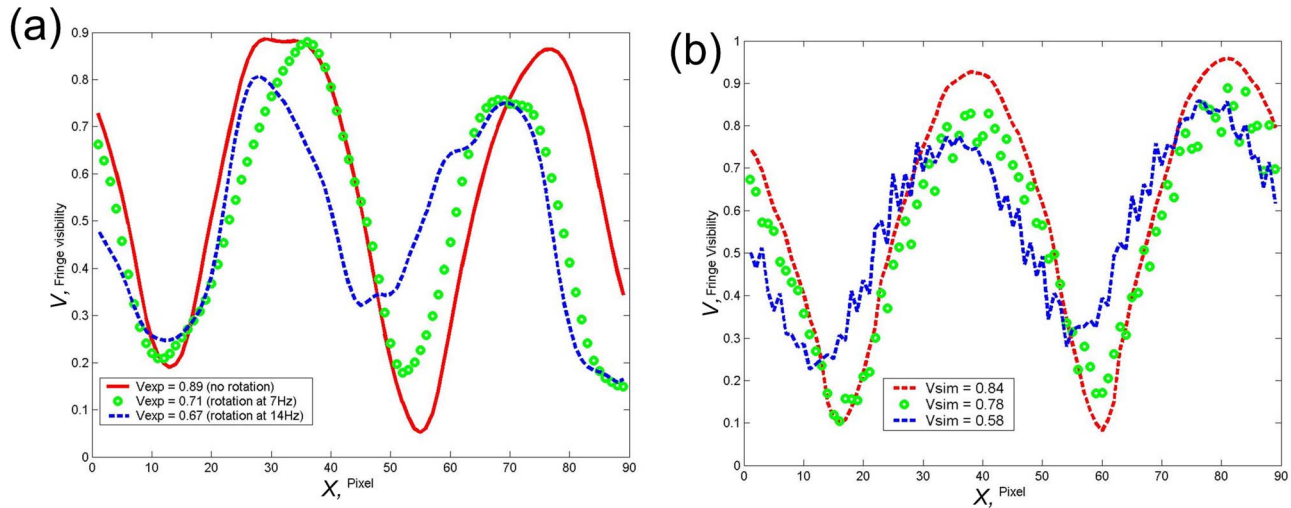 (a)
0.9
0.8
0.7
0.6
0.5
0.4
0.3
0.2
0.1
0
V, Fringe visibility
Vexp = 0.89 (no rotation)
Vexp = 0.71 (rotation at 7Hz)
Vexp = 0.67 (rotation at 14Hz)
0 10 20 30 40 50 60 70 80 90
X, Pixel
(b)
1
0.9
0.8
0.7
0.6
0.5
0.4
0.3
0.2
0.1
0
V, Fringe Visibility
Vsim = 0.84
Vsim = 0.78
Vsim = 0.58
0 10 20 30 40 50 60 70 80 90
X, Pixel